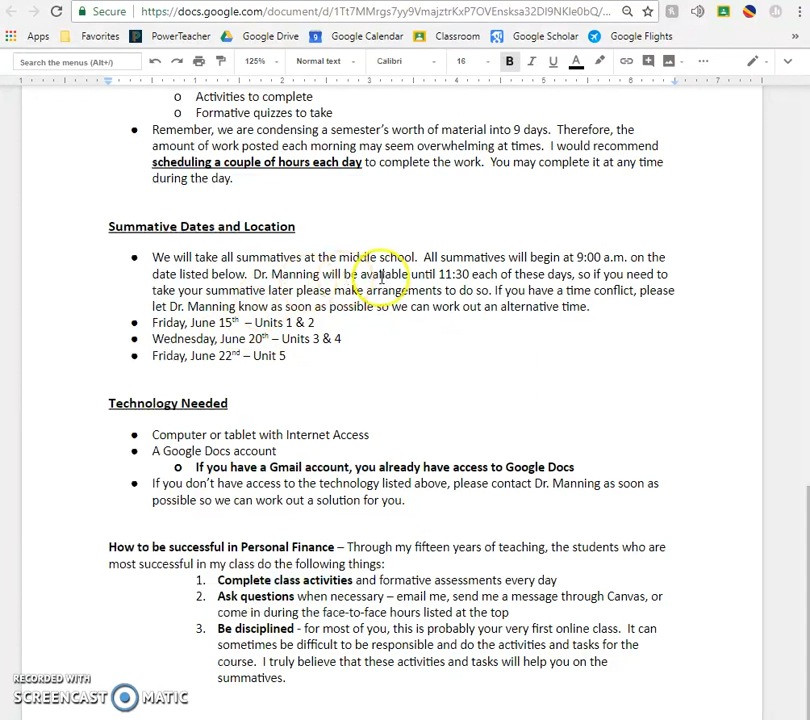 Secure | https://docs.google.com/document/d/1Tt7MMrgs7yy9VmajztrKxP7OVEnsksa32Dl9NKle0bQ/...
Apps Favorites PowerTeacher Google Drive Google Calendar Classroom Google Scholar Google Flights
Search the menus (Alt+/) 125% Normal text Calibri 16 B I U A
1 2 3 4 5 6 7
o Activities to complete
o Formative quizzes to take
● Remember, we are condensing a semester's worth of material into 9 days. Therefore, the
amount of work posted each morning may seem overwhelming at times. I would recommend
scheduling a couple of hours each day to complete the work. You may complete it at any time
during the day.
Summative Dates and Location
● We will take all summatives at the middle school. All summatives will begin at 9:00 a.m. on the
date listed below. Dr. Manning will be available until 11:30 each of these days, so if you need to
take your summative later please make arrangements to do so. If you have a time conflict, please
let Dr. Manning know as soon as possible so we can work out an alternative time.
● Friday, June 15th – Units 1 & 2
● Wednesday, June 20th – Units 3 & 4
● Friday, June 22nd – Unit 5
Technology Needed
● Computer or tablet with Internet Access
● A Google Docs account
o If you have a Gmail account, you already have access to Google Docs
● If you don't have access to the technology listed above, please contact Dr. Manning as soon as
possible so we can work out a solution for you.
How to be successful in Personal Finance – Through my fifteen years of teaching, the students who are
most successful in my class do the following things:
1. Complete class activities and formative assessments every day
2. Ask questions when necessary – email me, send me a message through Canvas, or
come in during the face-to-face hours listed at the top
3. Be disciplined - for most of you, this is probably your very first online class. It can
sometimes be difficult to be responsible and do the activities and tasks for the
course. I truly believe that these activities and tasks will help you on the
summatives.
RECORDED WITH
SCREENCAST MATIC